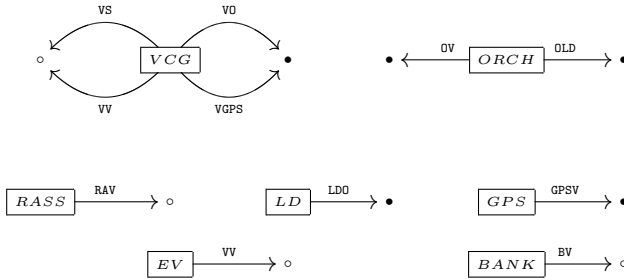 VS VO
VCG
VV VGPS
OV ORCH OLD
RASS RAV
LD LDO
GPS GPSV
EV VV
BANK BV